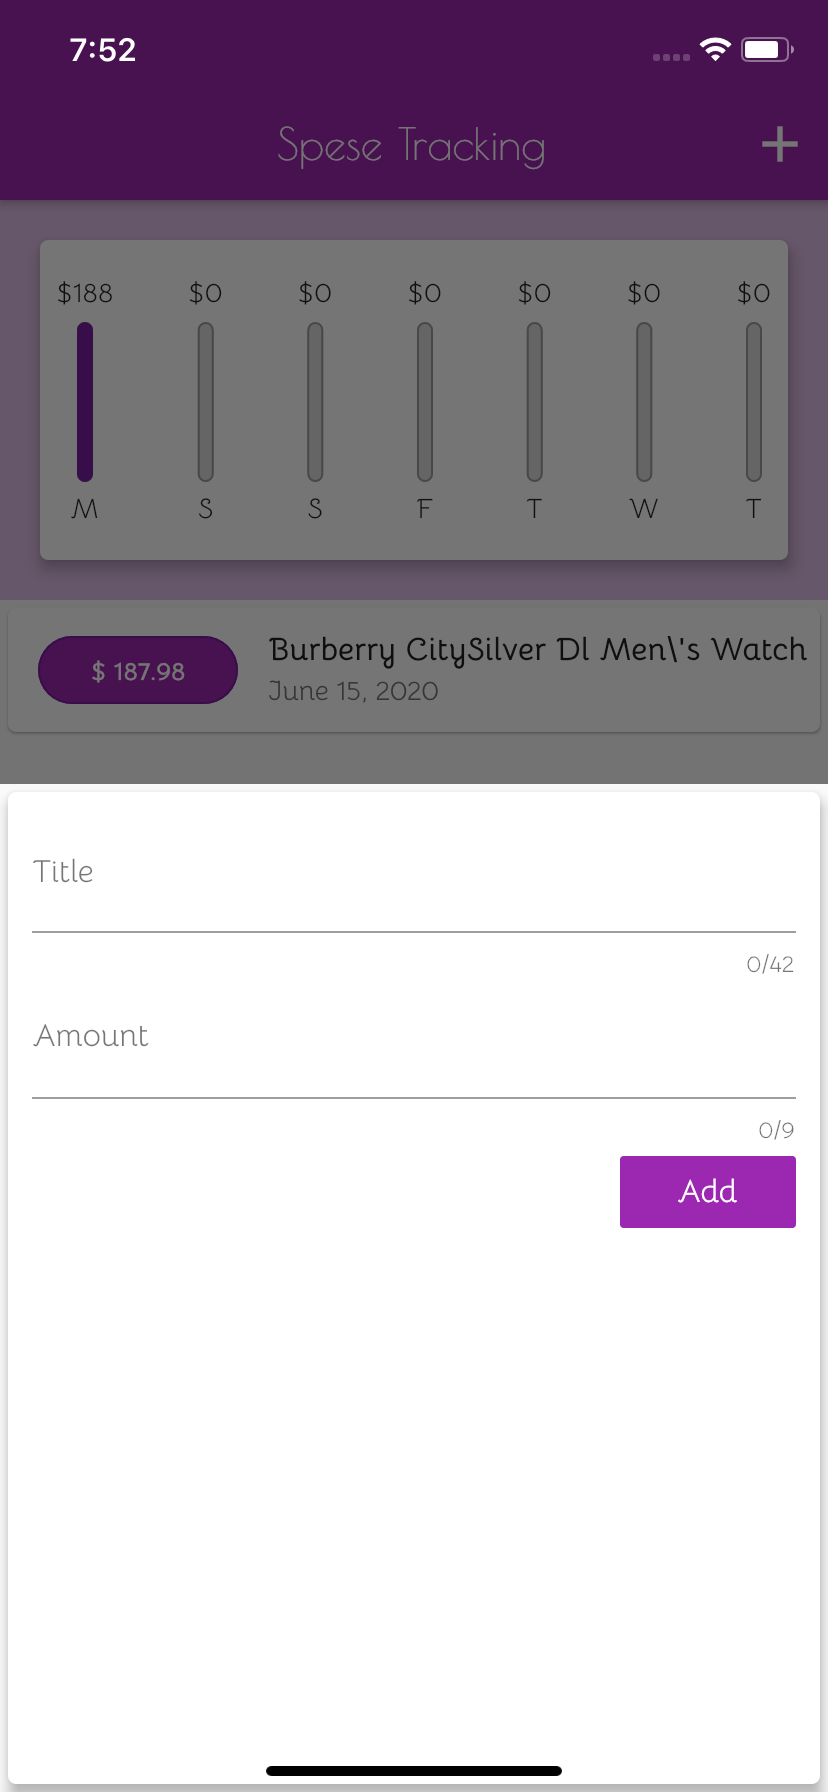 7:52
Spese Tracking
$188 $0 $0 $0 $0 $0 $0
M S S F T W T
$ 187.98
Burberry CitySilver Dl Men\'s Watch
June 15, 2020
Title
0/42
Amount
0/9
Add